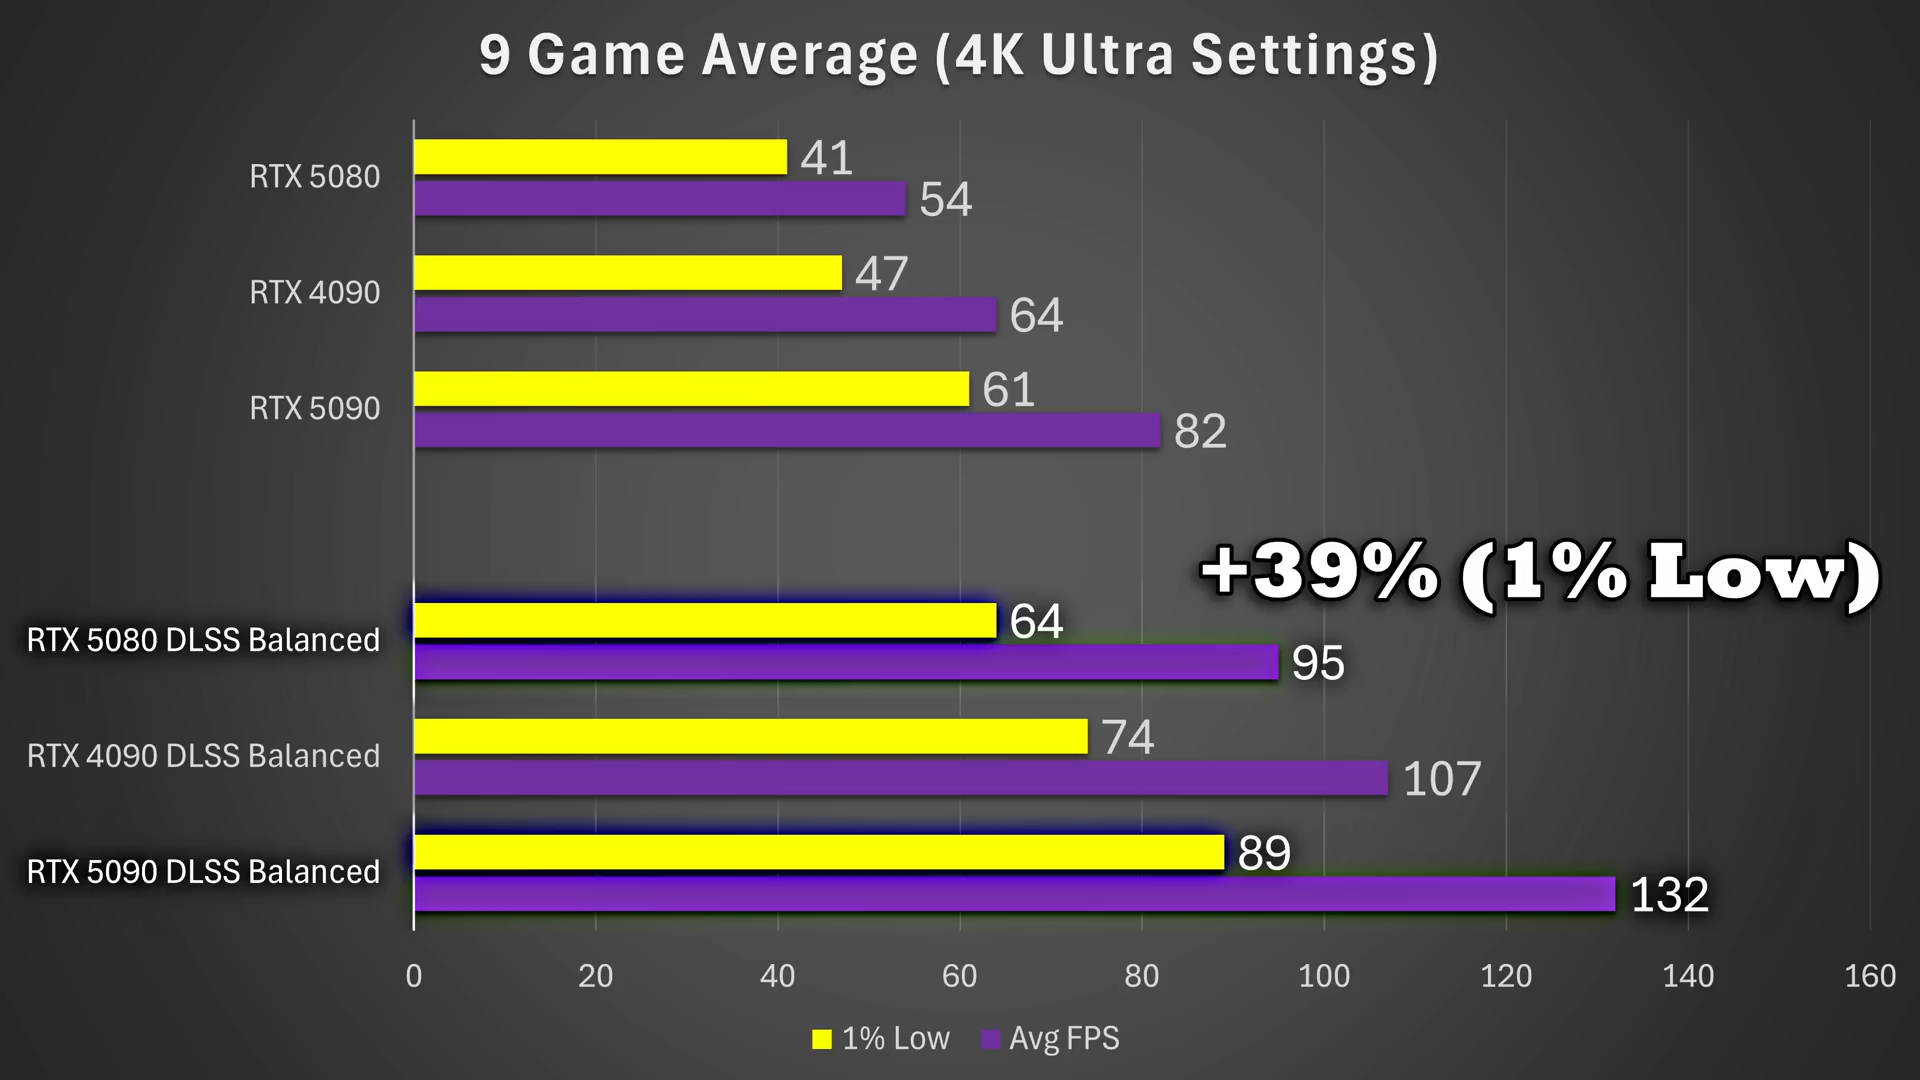 9 Game Average (4K Ultra Settings)
RTX 5080
41
54
RTX 4090
47
64
RTX 5090
61
82
+39% (1% Low)
RTX 5080 DLSS Balanced
64
95
RTX 4090 DLSS Balanced
74
107
RTX 5090 DLSS Balanced
89
132
0 20 40 60 80 100 120 140 160
1% Low Avg FPS